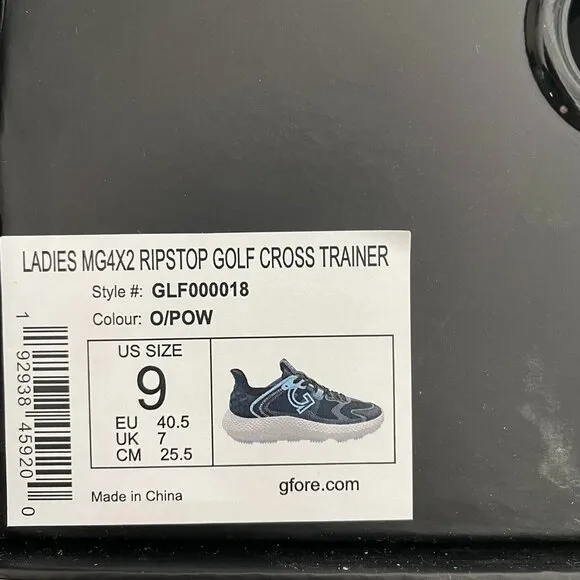 LADIES MG4X2 RIPSTOP GOLF CROSS TRAINER
Style #: GLF000018
Colour: O/POW
US SIZE
9
EU 40.5
UK 7
CM 25.5
G
1 92938 45920 0
Made in China
gfore.com